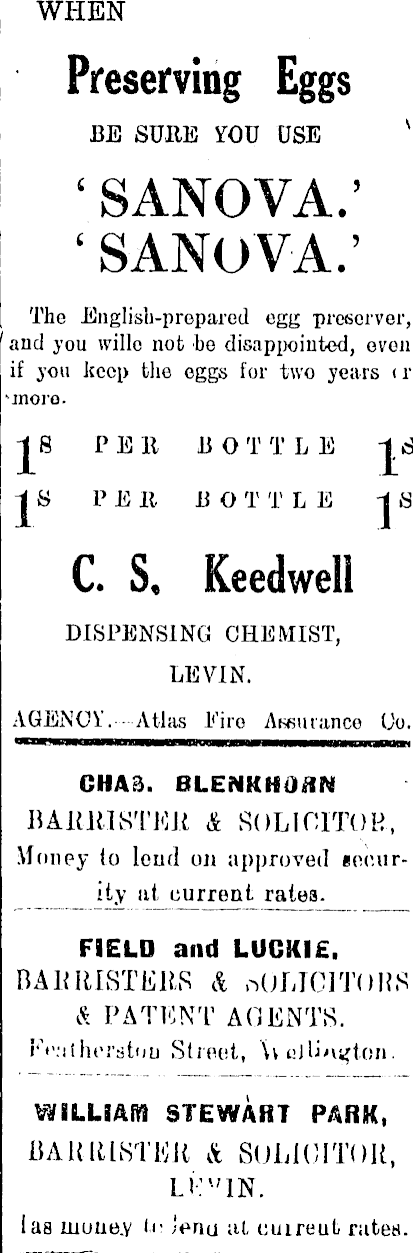 WHEN
Preserving Eggs
BE SURE YOU USE
‘SANOVA.’
‘SANOVA.’
The English-prepared egg preserver,
and you wille not be disappointed, even
if you keep the eggs for two years or
more.
1s PER BOTTLE 1s
1s PER BOTTLE 1s
C. S. Keedwell
DISPENSING CHEMIST,
LEVIN.
AGENCY.—Atlas Fire Assurance Co.
CHAS. BLENKHORN
BARRISTER & SOLICITOR,
Money to lend on approved secur-
ity at current rates.
FIELD and LUCKIE,
BARRISTERS & SOLICITORS
& PATENT AGENTS.
Featherston Street, Wellington.
WILLIAM STEWART PARK,
BARRISTER & SOLICITOR,
LEVIN.
Has money to lend at current rates.